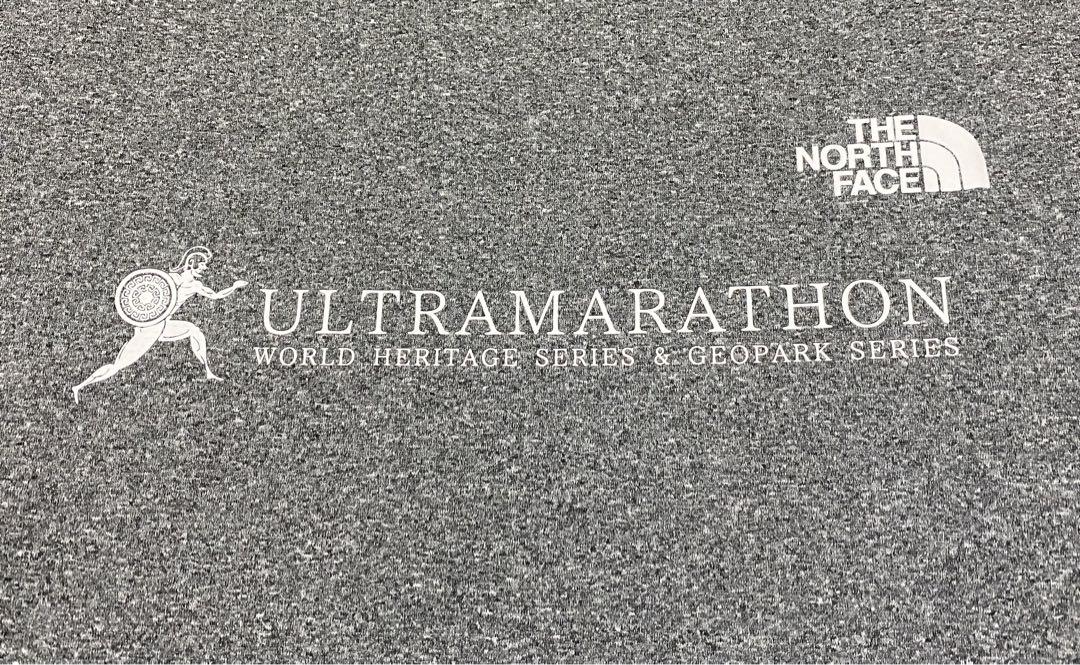 THE
NORTH
FACE
ULTRAMARATHON
WORLD HERITAGE SERIES & GEOPARK SERIES